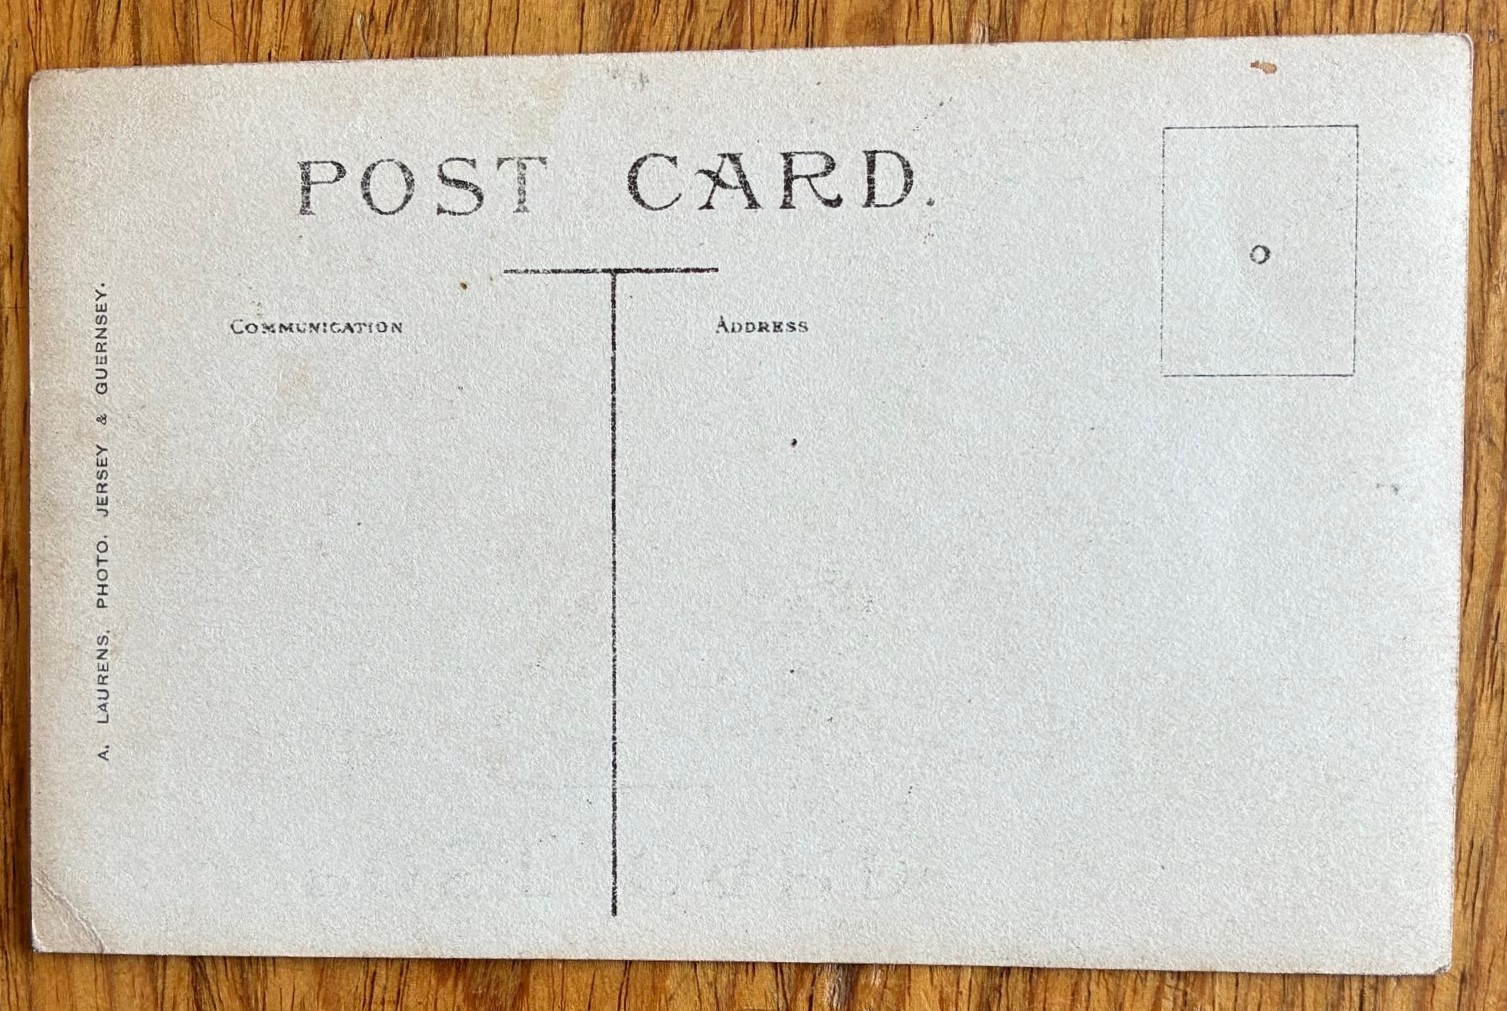 POST CARD.
COMMUNICATION
ADDRESS
A. LAURENS, PHOTO, JERSEY & GUERNSEY.